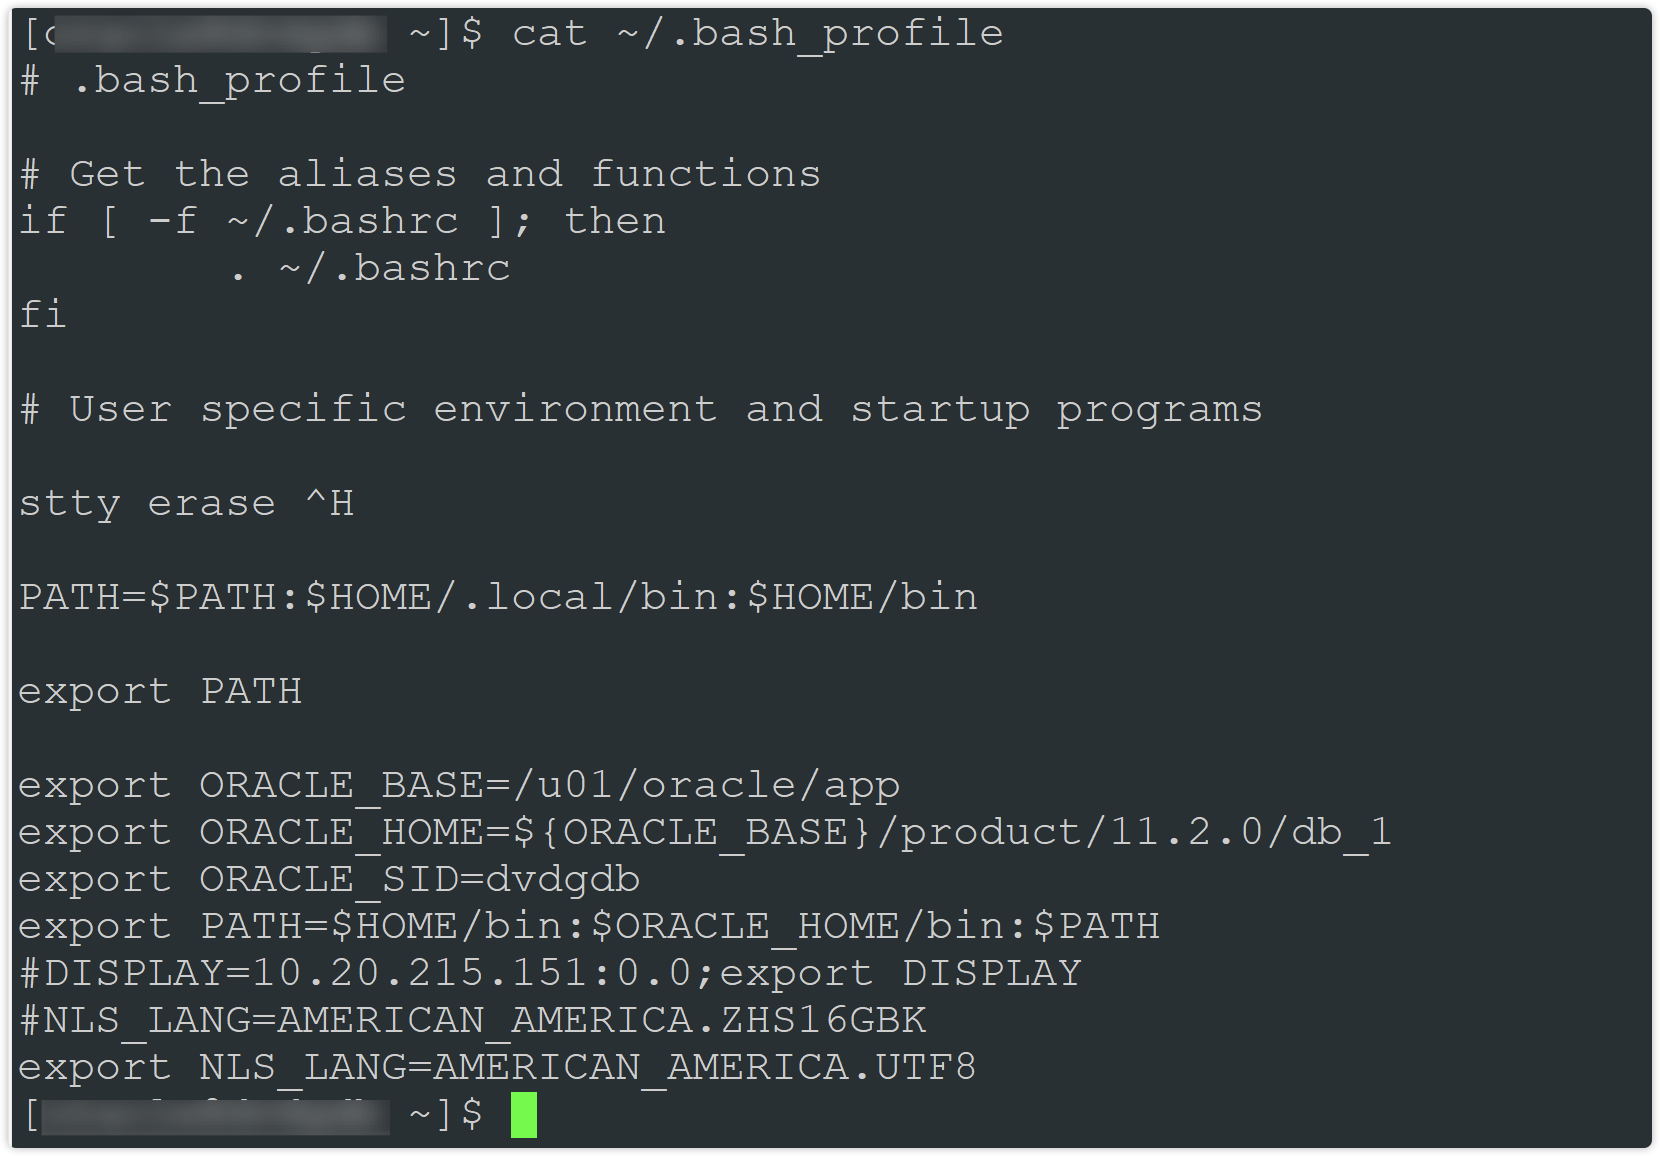 [ ~]$ cat ~/.bash_profile
# .bash_profile
# Get the aliases and functions
if [ -f ~/.bashrc ]; then
        . ~/.bashrc
fi
# User specific environment and startup programs
stty erase ^H
PATH=$PATH:$HOME/.local/bin:$HOME/bin
export PATH
export ORACLE_BASE=/u01/oracle/app
export ORACLE_HOME=${ORACLE_BASE}/product/11.2.0/db_1
export ORACLE_SID=dvdgdb
export PATH=$HOME/bin:$ORACLE_HOME/bin:$PATH
#DISPLAY=10.20.215.151:0.0;export DISPLAY
#NLS_LANG=AMERICAN_AMERICA.ZHS16GBK
export NLS_LANG=AMERICAN_AMERICA.UTF8
[ ~]$